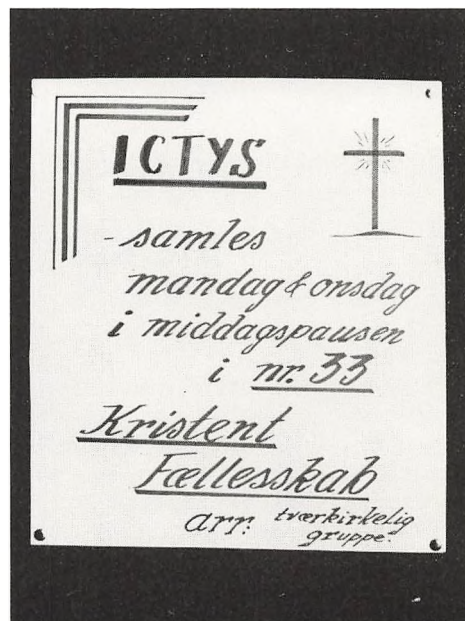 ICTYS
- samles
mandag & onsdag
i middagspausen
i nr. 33
Kristent
Fællesskab
arr: tværkirkelig
gruppe.